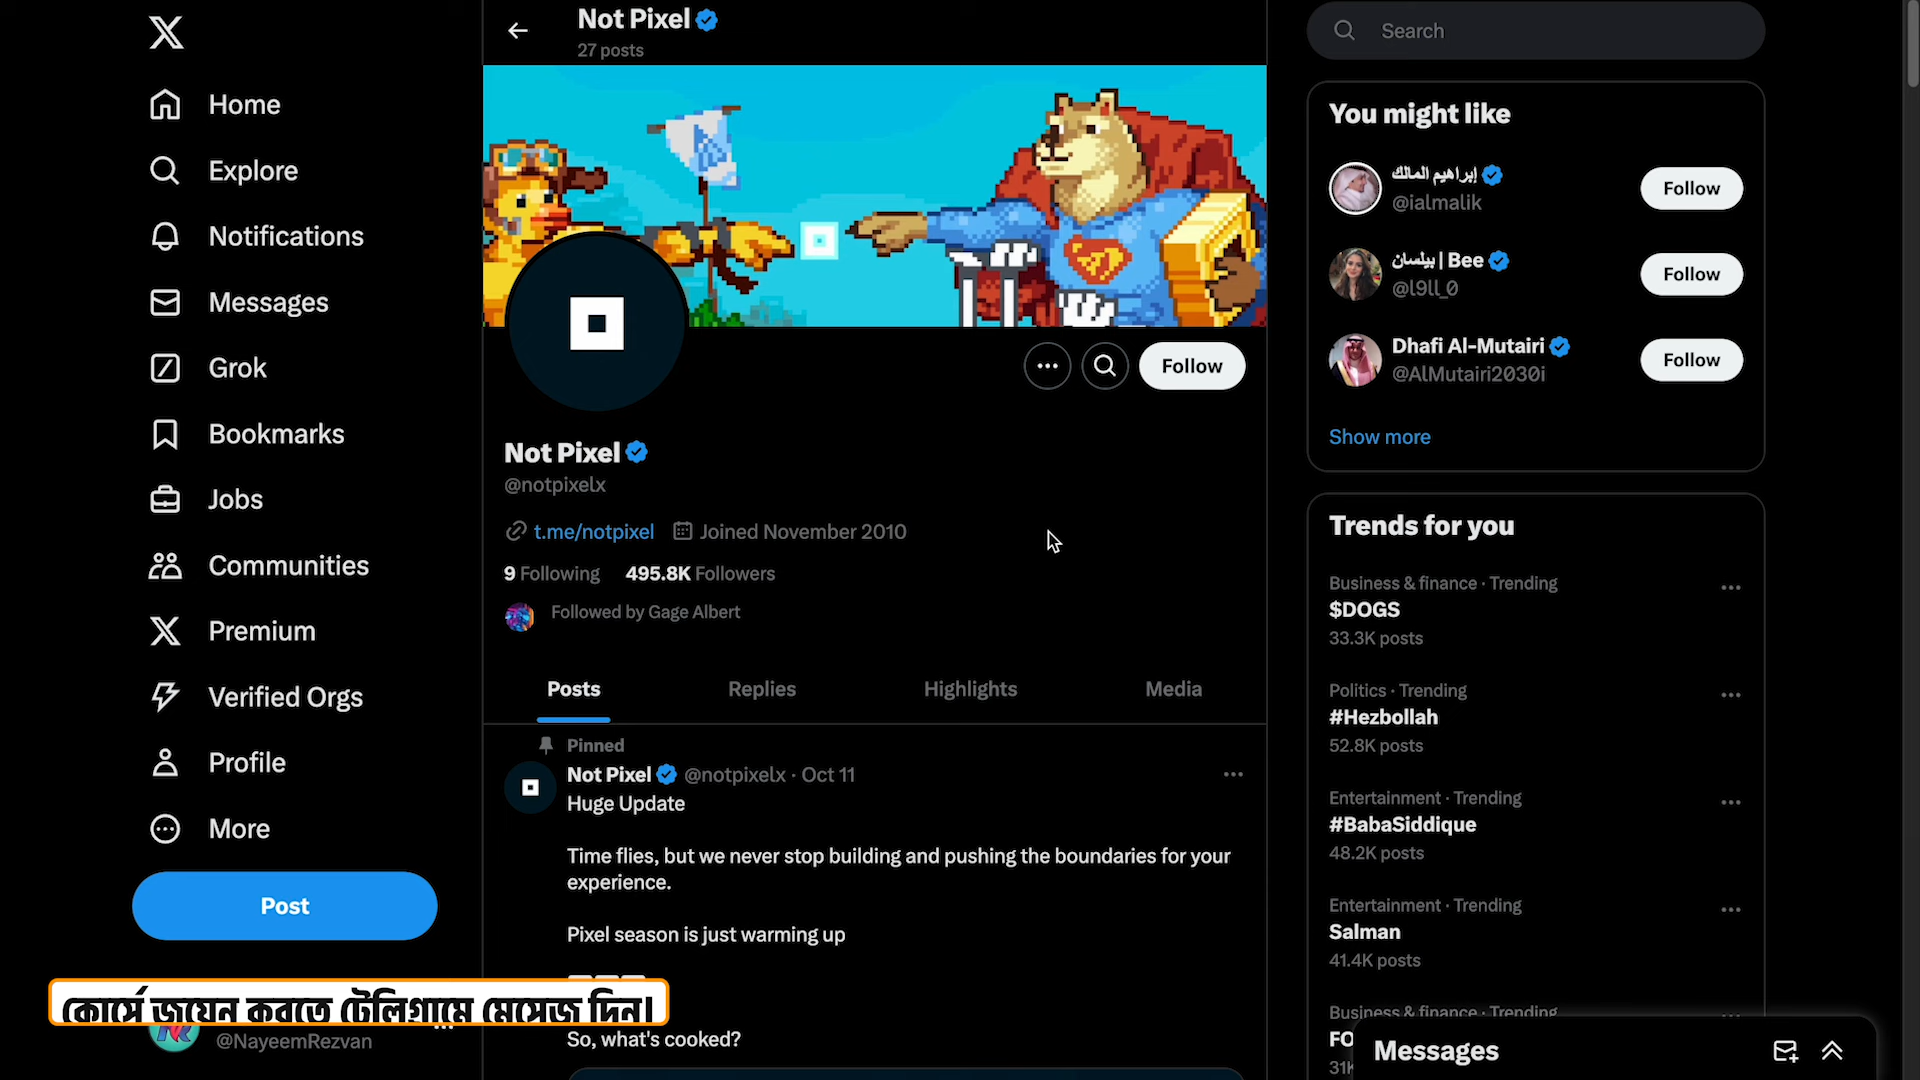 Home
Explore
Notifications
Messages
Grok
Bookmarks
Jobs
Communities
Premium
Verified Orgs
Profile
More
Post
কোর্সে জয়েন করতে টেলিগ্রামে মেসেজ দিন।
@NayeemRezvan
Not Pixel
27 posts
Follow
Not Pixel
@notpixelx
t.me/notpixel Joined November 2010
9 Following 495.8K Followers
Followed by Gage Albert
Posts Replies Highlights Media
Pinned
Not Pixel @notpixelx · Oct 11
Huge Update
Time flies, but we never stop building and pushing the boundaries for your
experience.
Pixel season is just warming up
So, what's cooked?
Search
You might like
إبراهيم المالك
@ialmalik
Follow
بيلسان | Bee
@l9ll_0
Follow
Dhafi Al-Mutairi
@AlMutairi2030i
Follow
Show more
Trends for you
Business & finance · Trending
$DOGS
33.3K posts
Politics · Trending
#Hezbollah
52.8K posts
Entertainment · Trending
#BabaSiddique
48.2K posts
Entertainment · Trending
Salman
41.4K posts
Business & finance · Trending
Messages